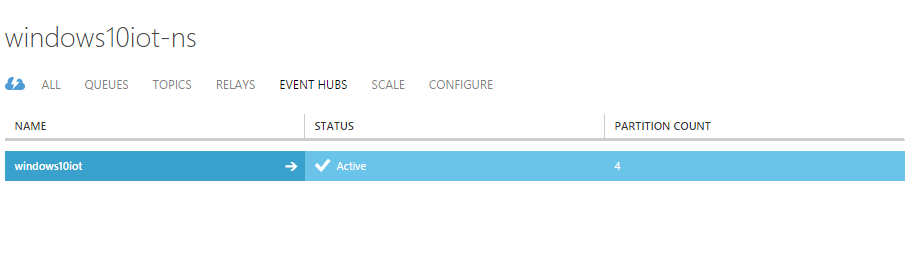 windows10iot-ns
ALL QUEUES TOPICS RELAYS EVENT HUBS SCALE CONFIGURE
NAME STATUS PARTITION COUNT
windows10iot Active 4